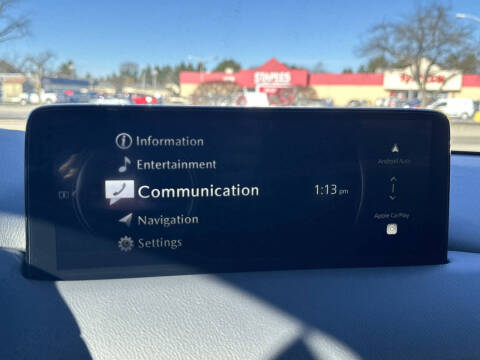 STAPLES
Information
Entertainment
Communication
Navigation
Settings
1:13 pm
Android Auto
Apple CarPlay